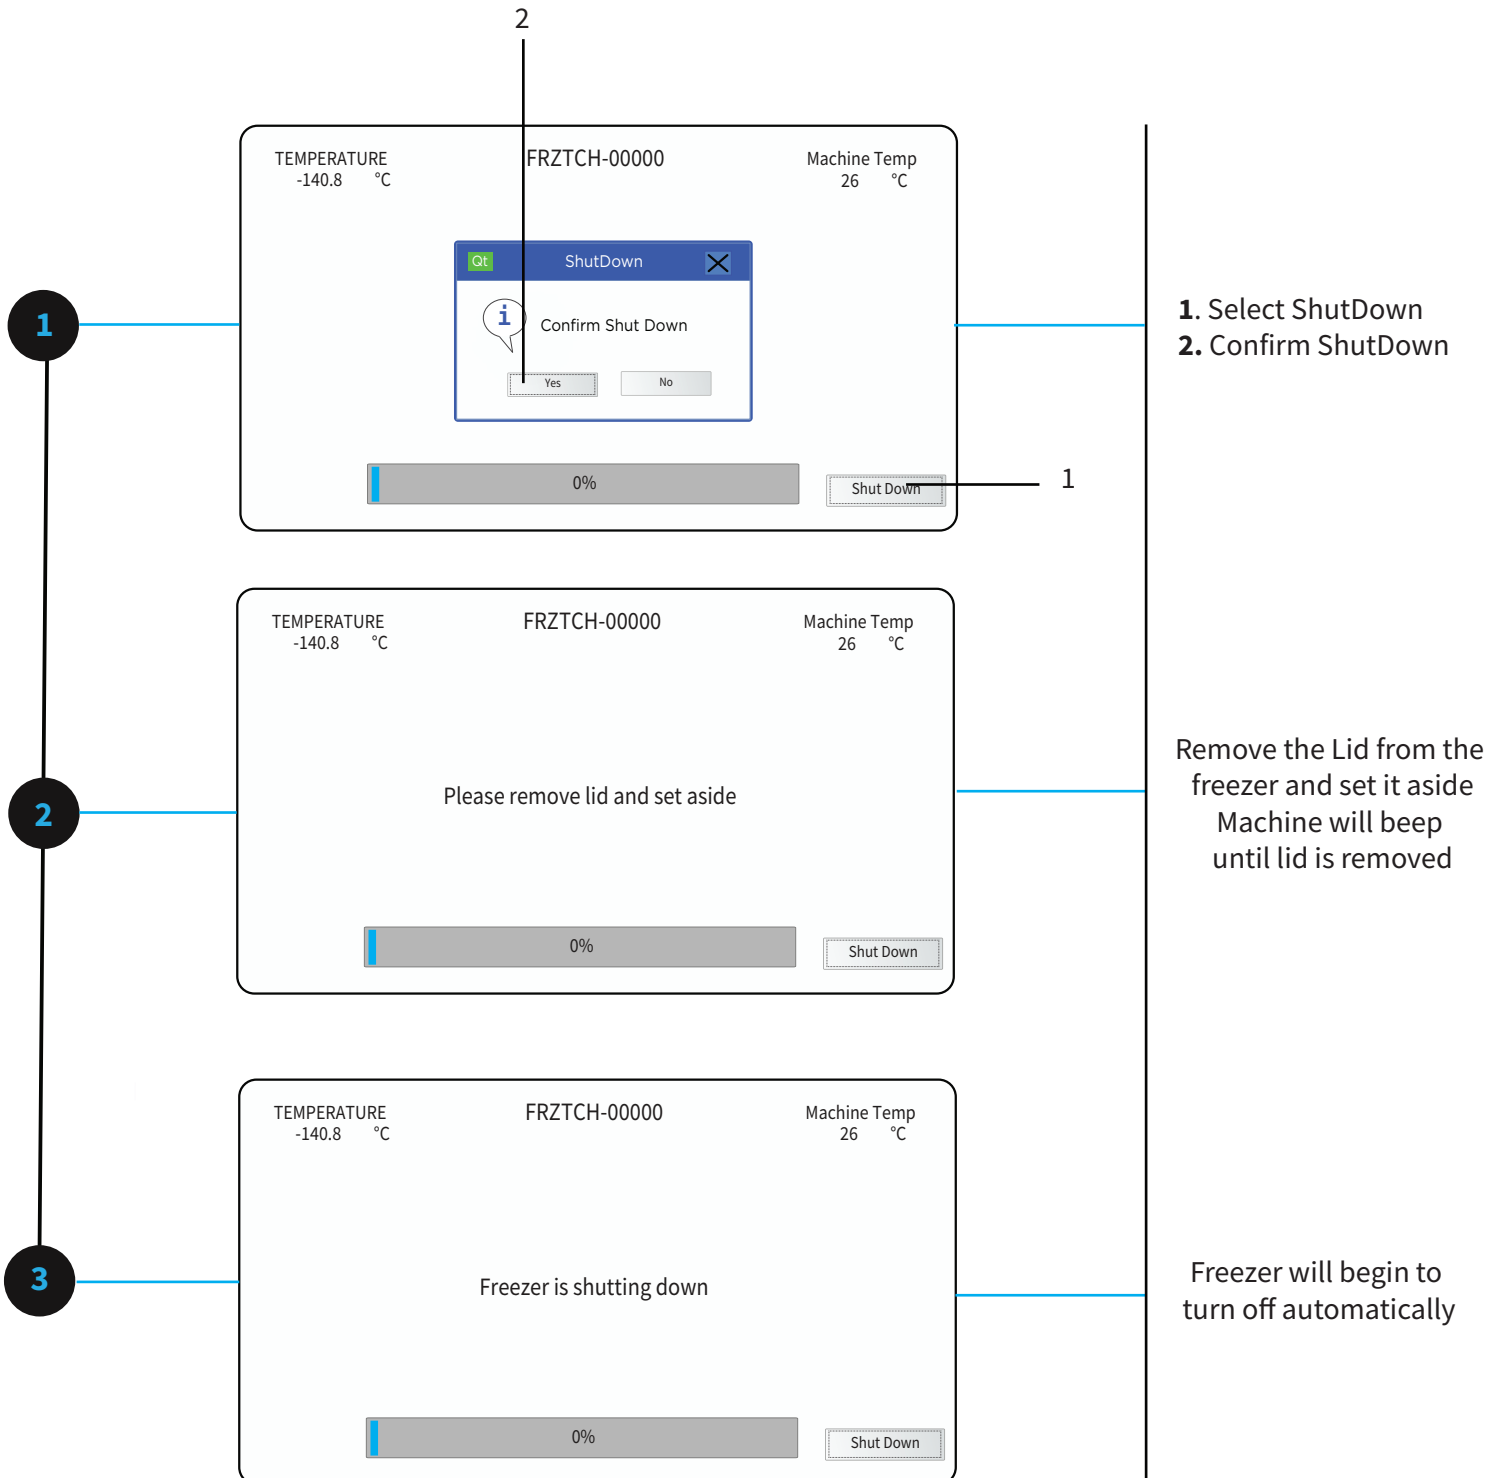 2
TEMPERATURE
-140.8 °C
FRZTCH-00000
Machine Temp
26 °C
Qt ShutDown
i
Confirm Shut Down
Yes No
0%
Shut Down
1
1
1. Select ShutDown
2. Confirm ShutDown
TEMPERATURE
-140.8 °C
FRZTCH-00000
Machine Temp
26 °C
2
Please remove lid and set aside
0%
Shut Down
Remove the Lid from the
freezer and set it aside
Machine will beep
until lid is removed
TEMPERATURE
-140.8 °C
FRZTCH-00000
Machine Temp
26 °C
3
Freezer is shutting down
0%
Shut Down
Freezer will begin to
turn off automatically